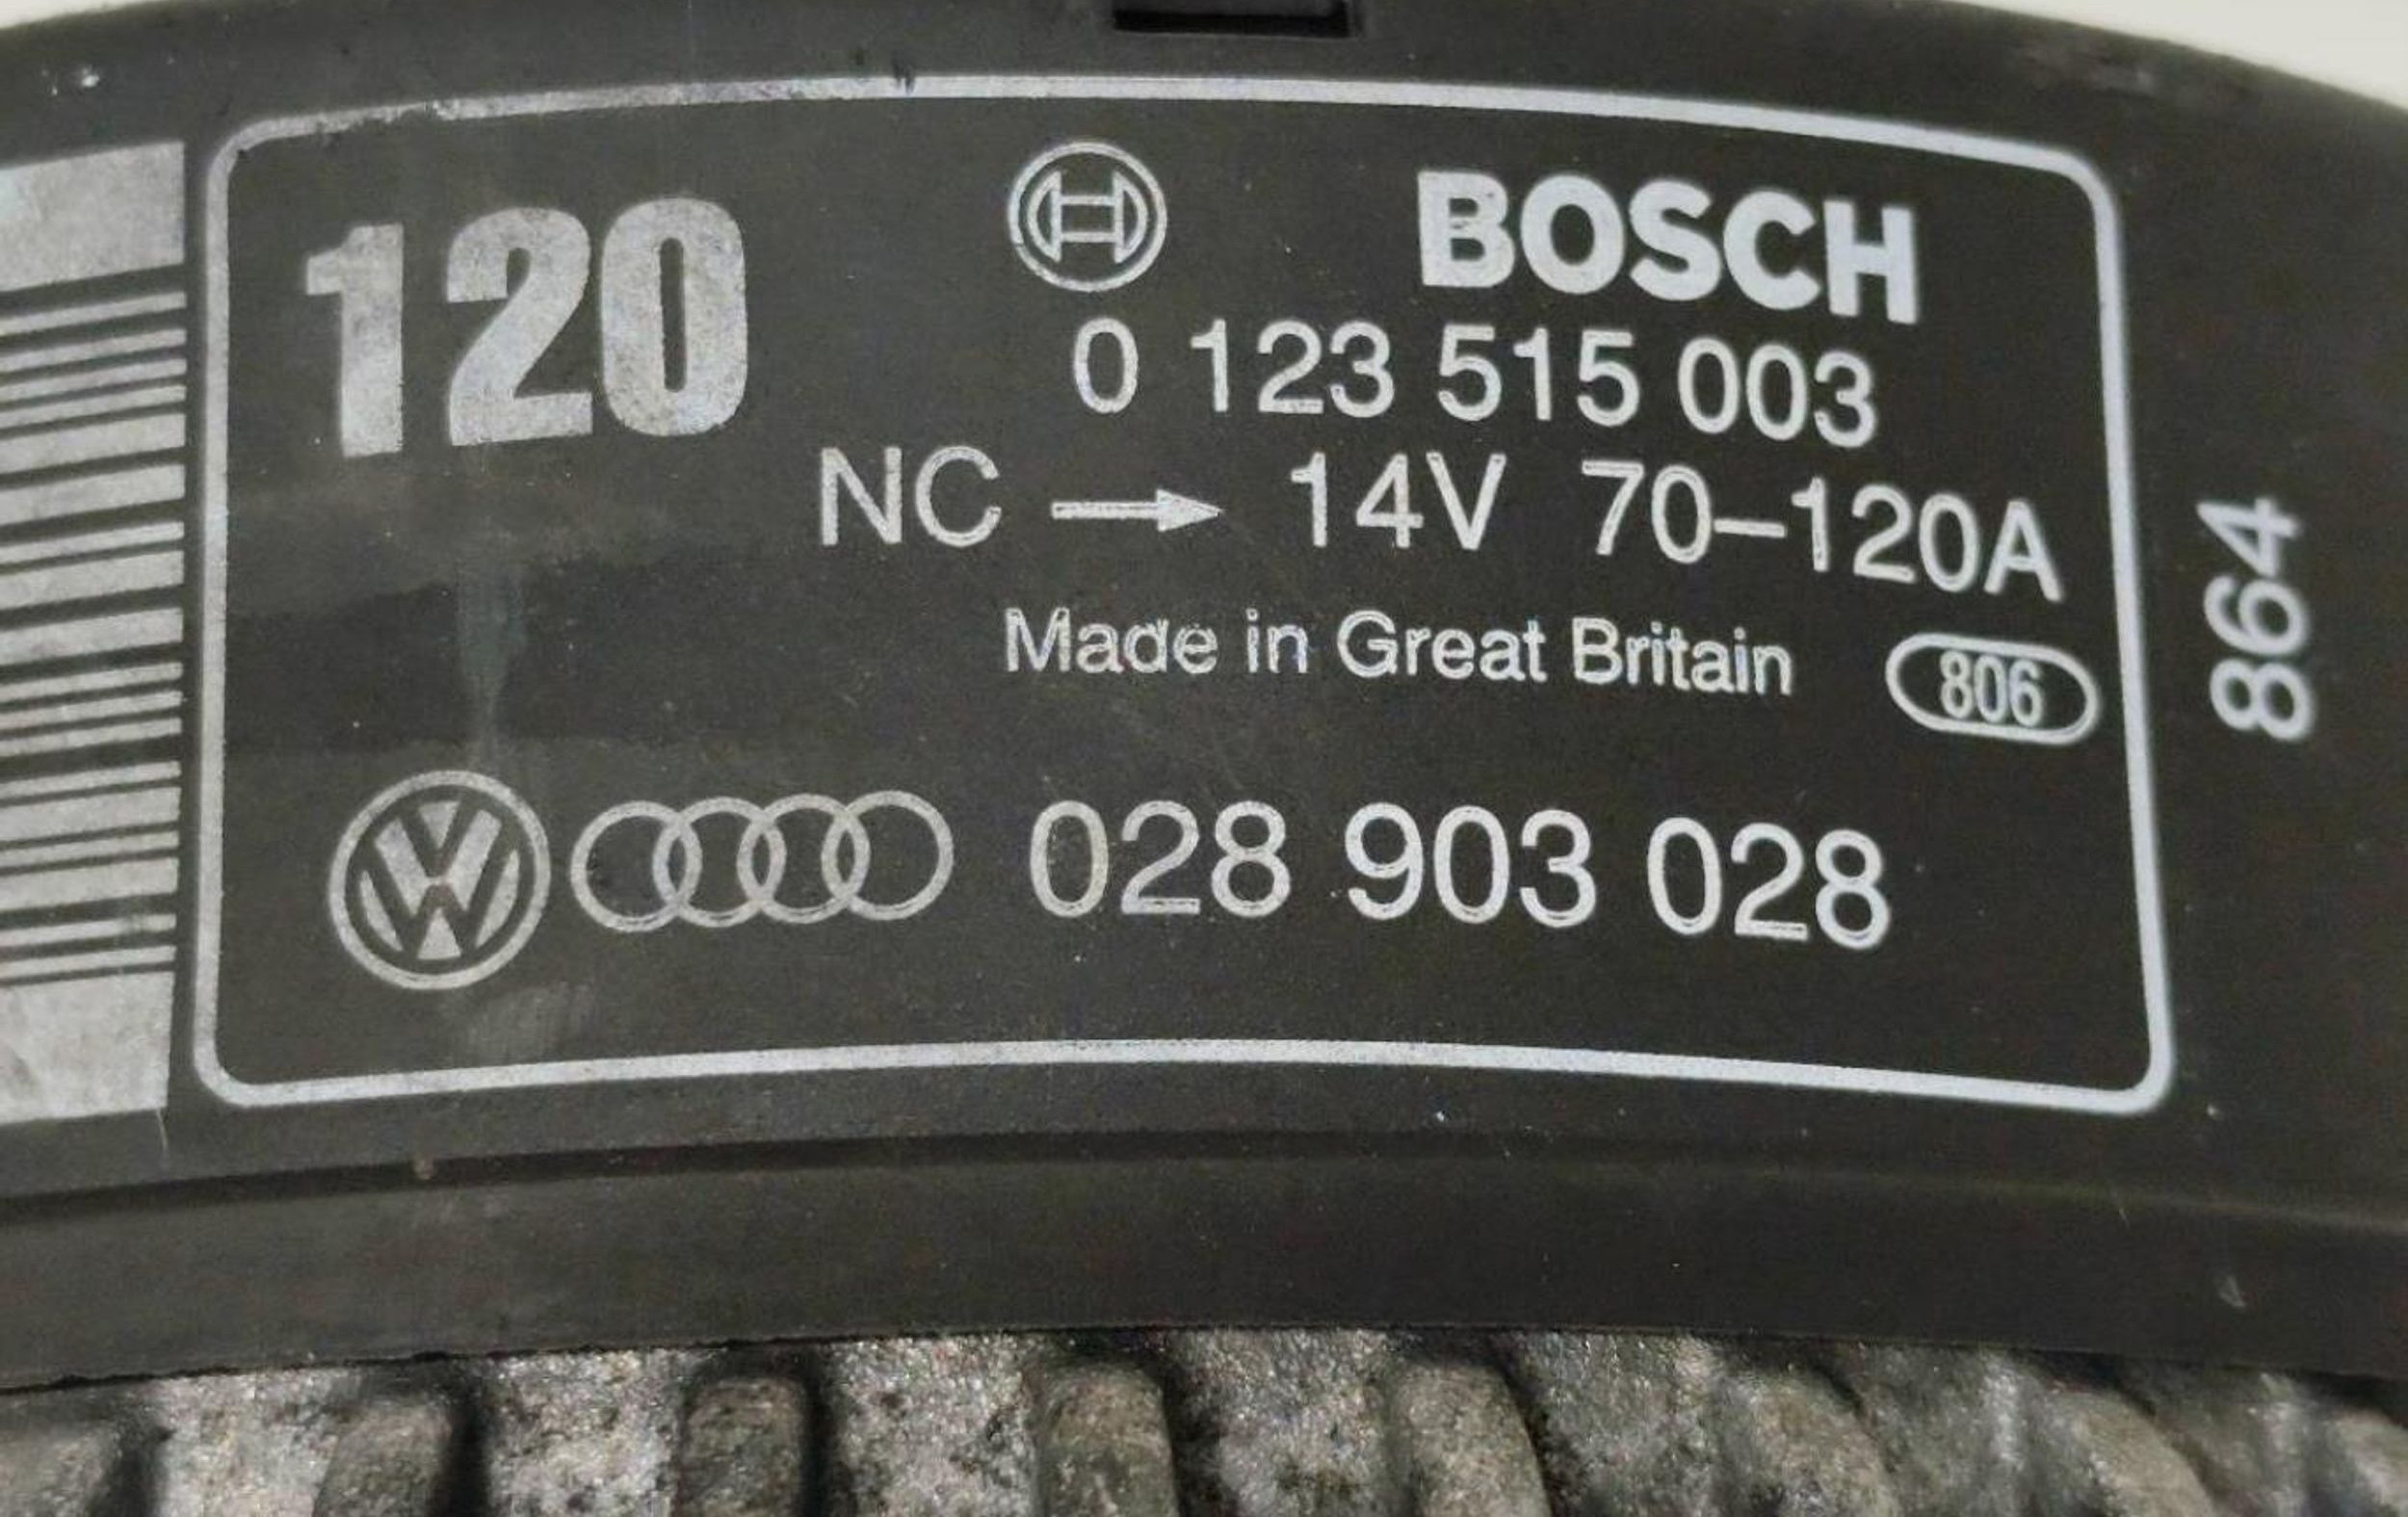 120
BOSCH
0 123 515 003
NC → 14V 70–120A
Made in Great Britain 806
028 903 028
864